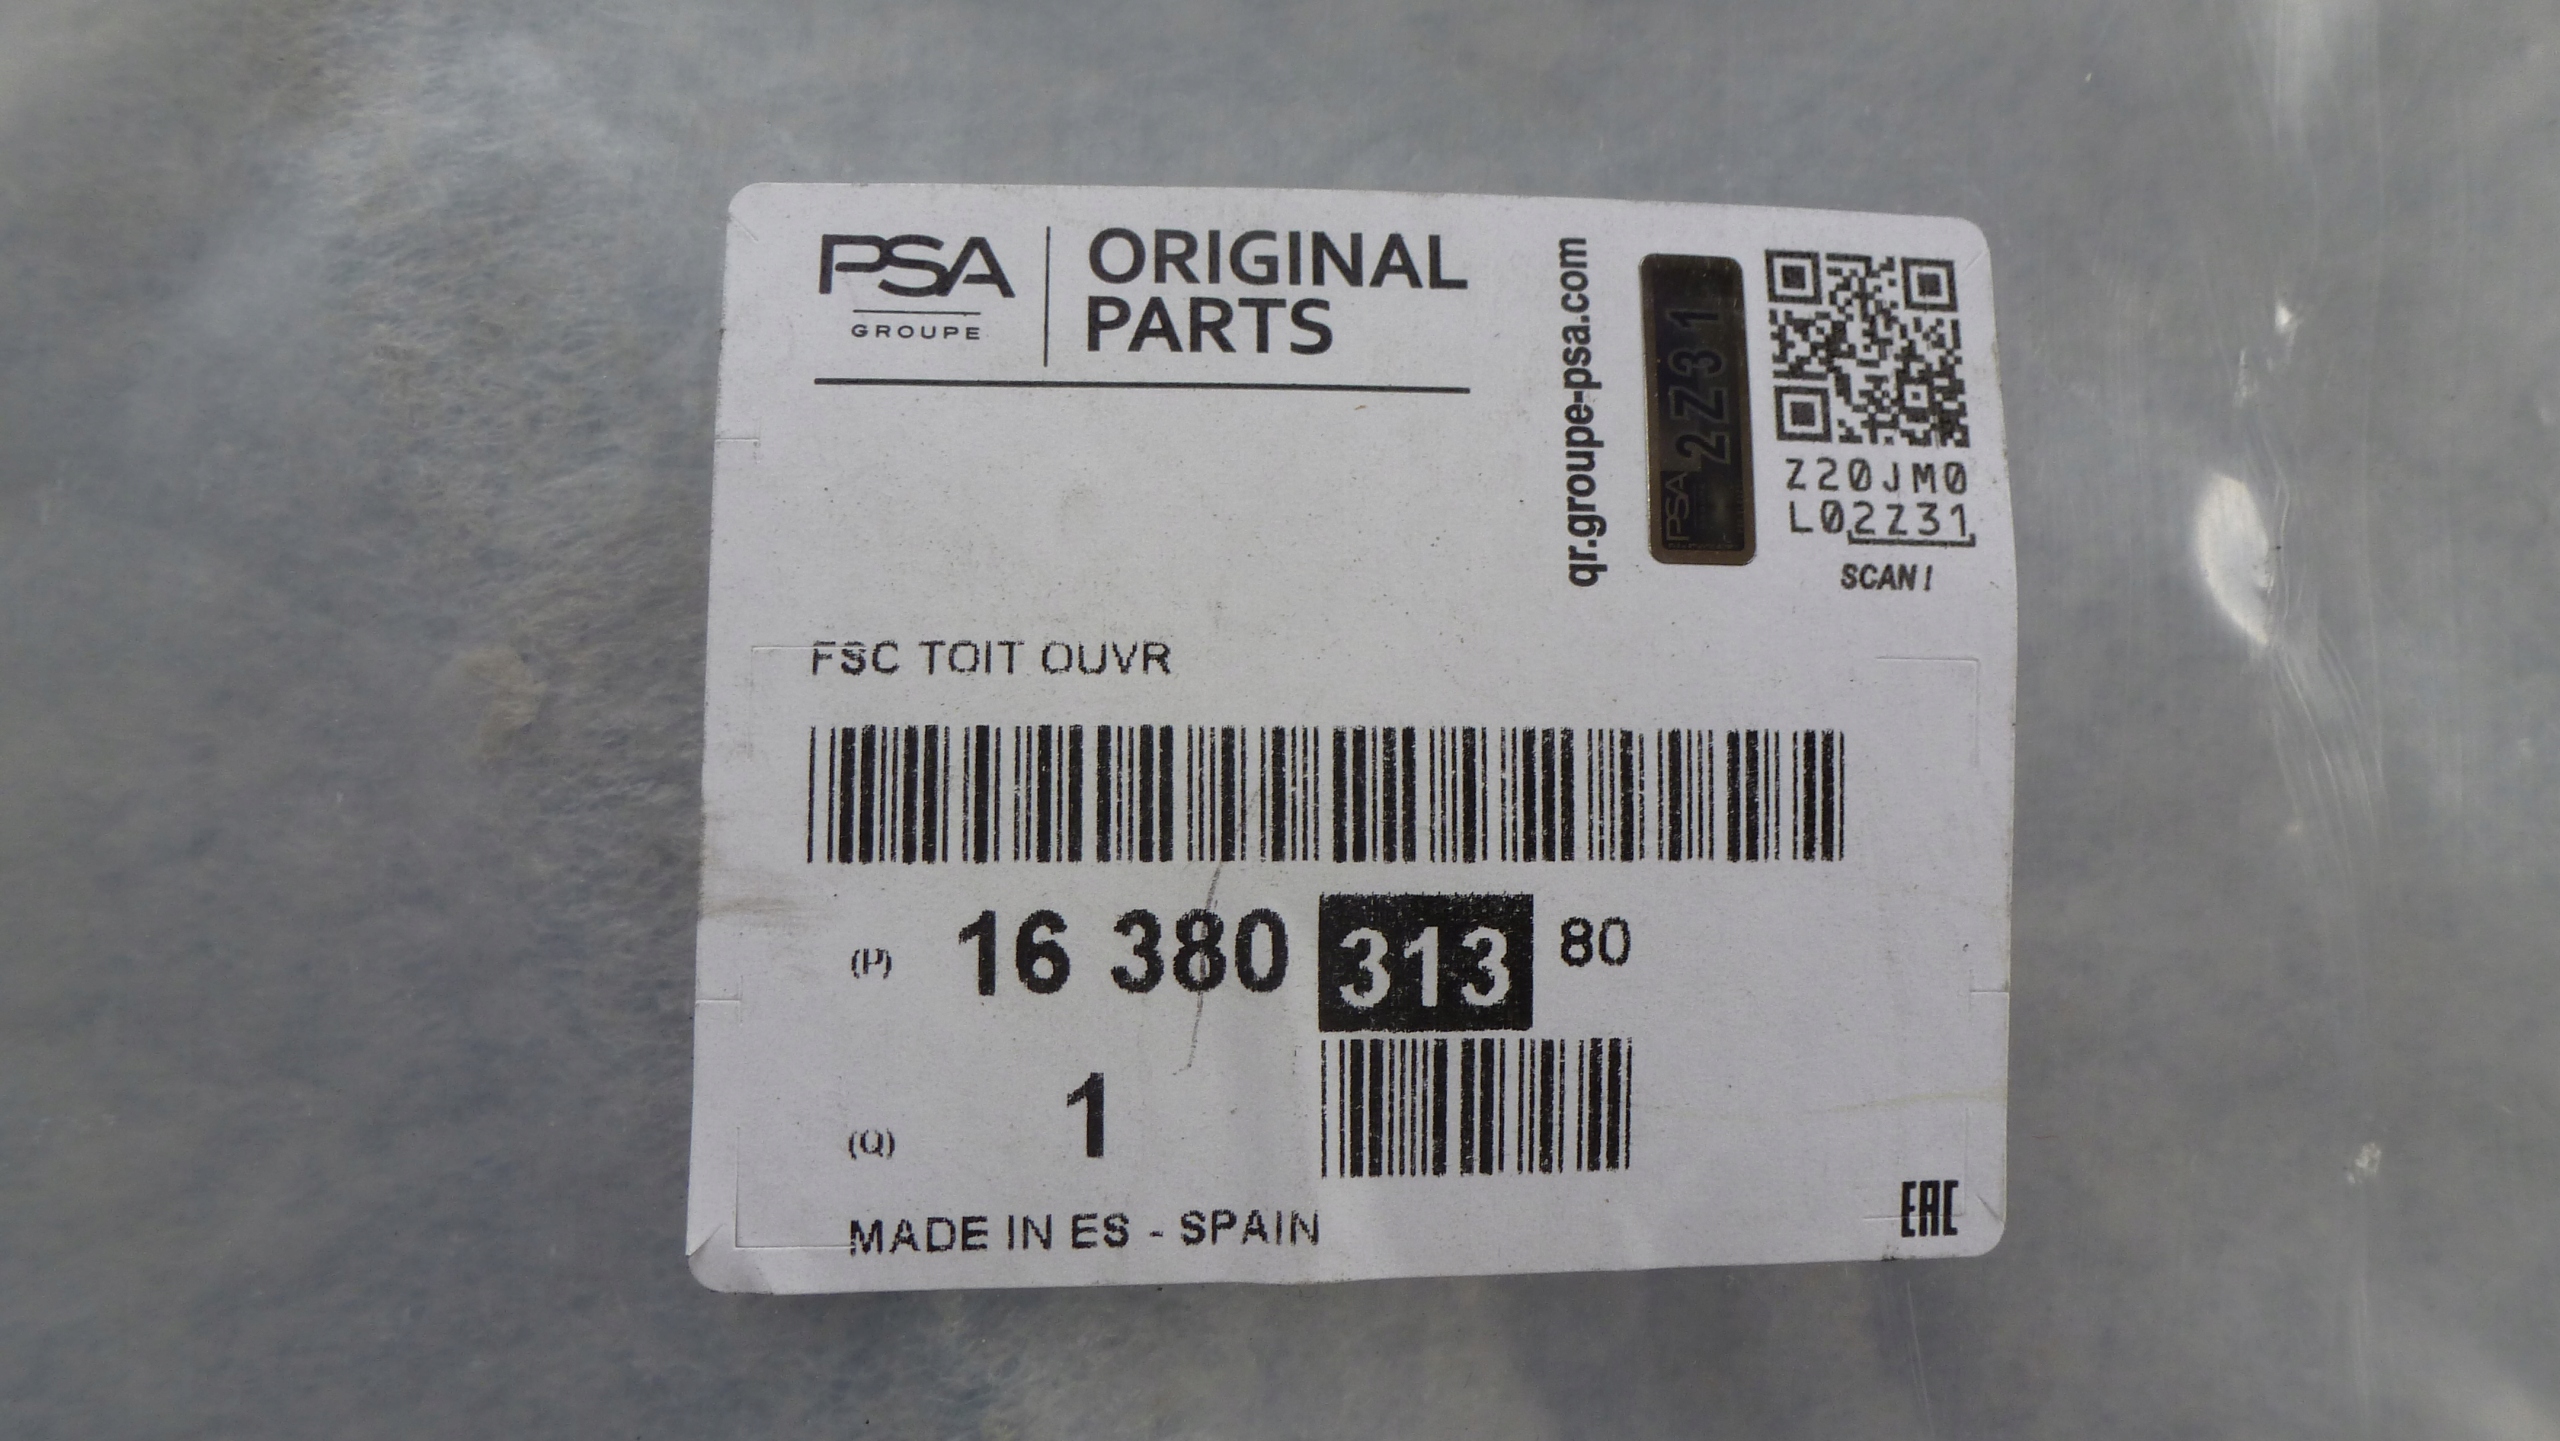 PSA
GROUPE
ORIGINAL
PARTS
qr.groupe-psa.com
PSA 2Z31
Z20JM0
L02Z31
SCAN!
FSC TOIT OUVR
(P) 16 380 313 80
(Q) 1
MADE IN ES - SPAIN
EAC